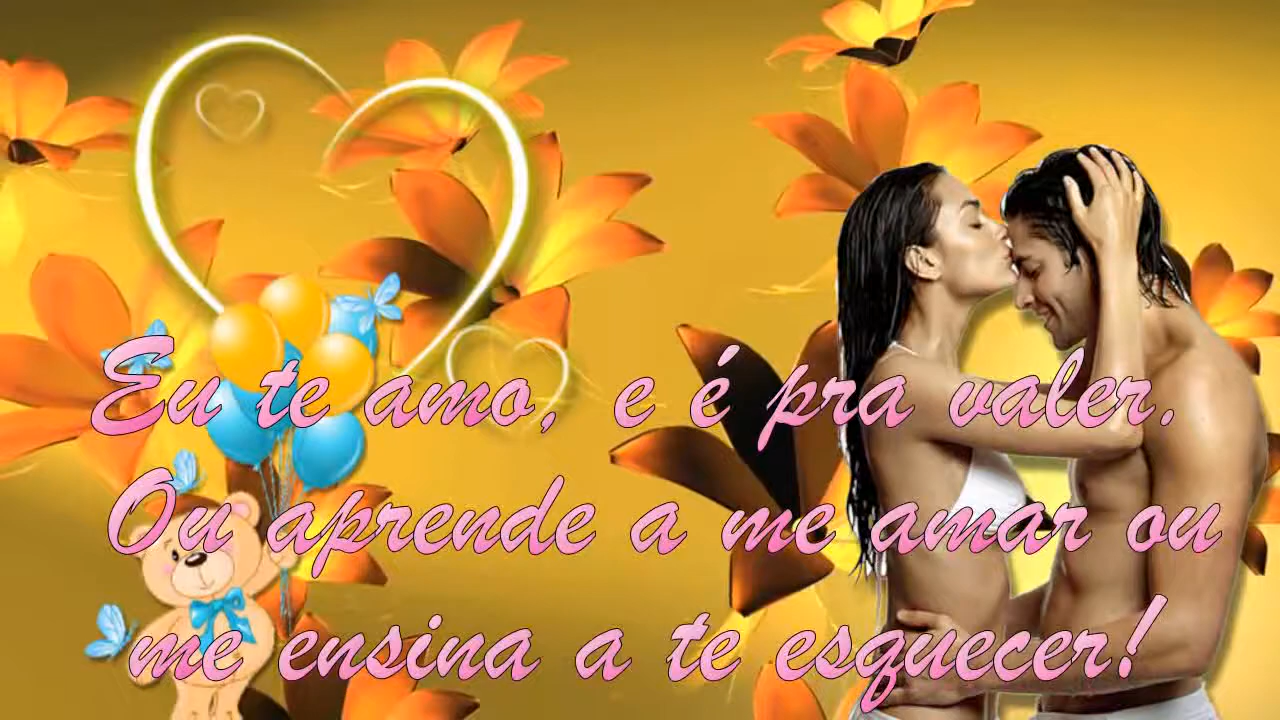 Eu te amo, e é pra valer.
Ou aprende a me amar ou
me ensina a te esquecer!